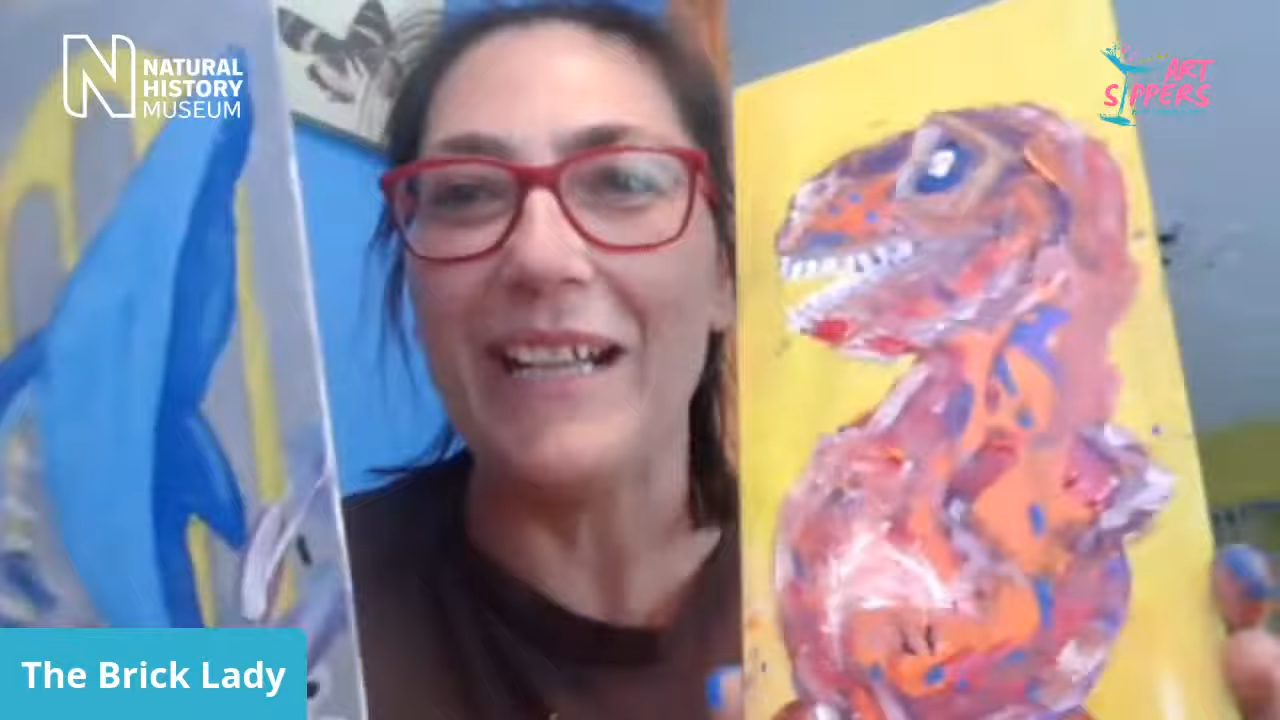 NATURAL
HISTORY
MUSEUM
ART
SIPPERS
The Brick Lady